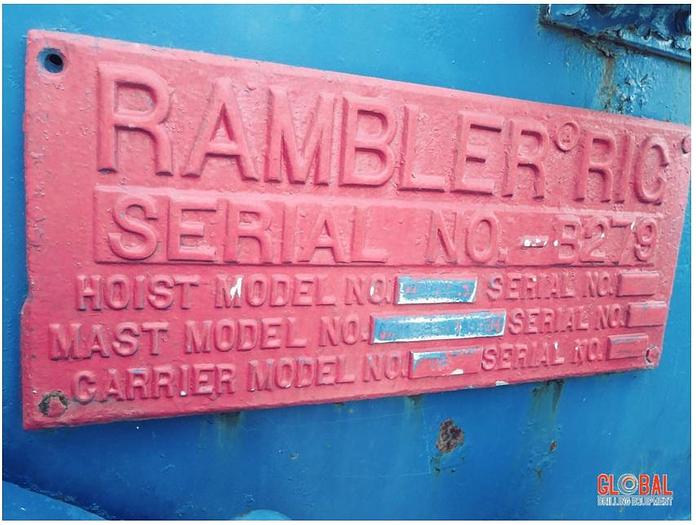 RAMBLER® RIG
SERIAL NO. - B279
HOIST MODEL NO. SERIAL NO.
MAST MODEL NO. SERIAL NO.
CARRIER MODEL NO. SERIAL NO.
GLOBAL
DRILLING EQUIPMENT